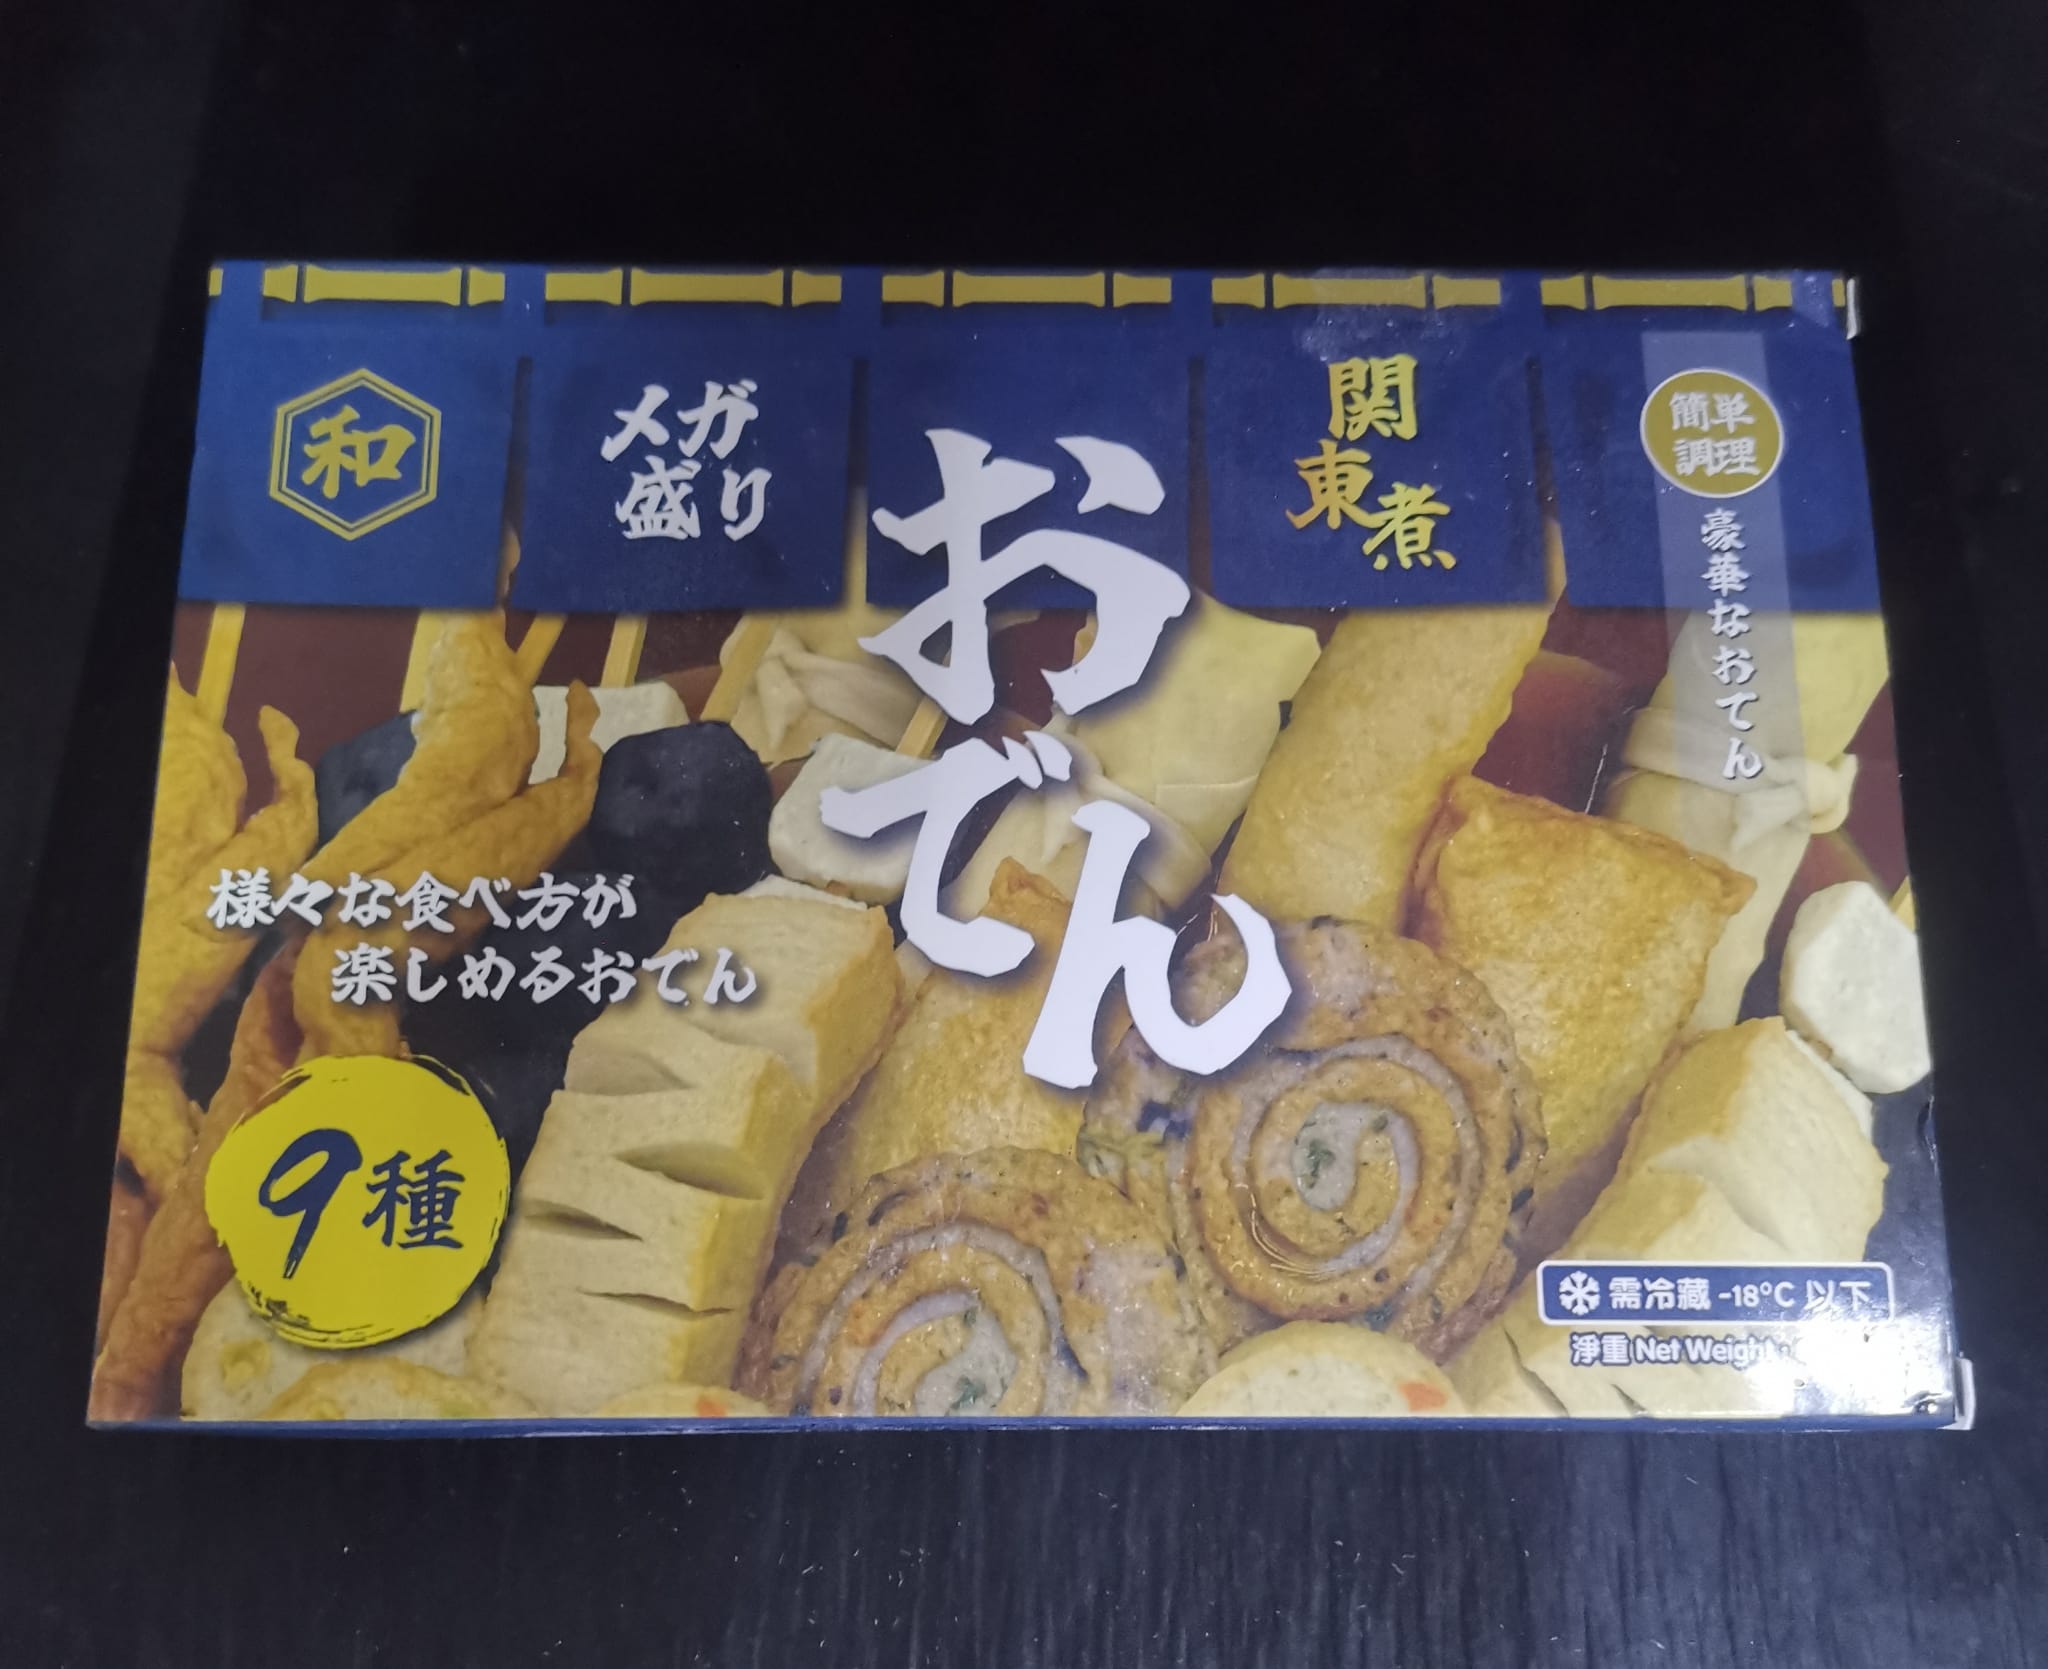 和
メガ
盛り
おでん
関東煮
簡単
調理
豪華なおでん
様々な食べ方が
楽しめるおでん
9種
需冷藏 -18°C 以下
淨重 Net Weight